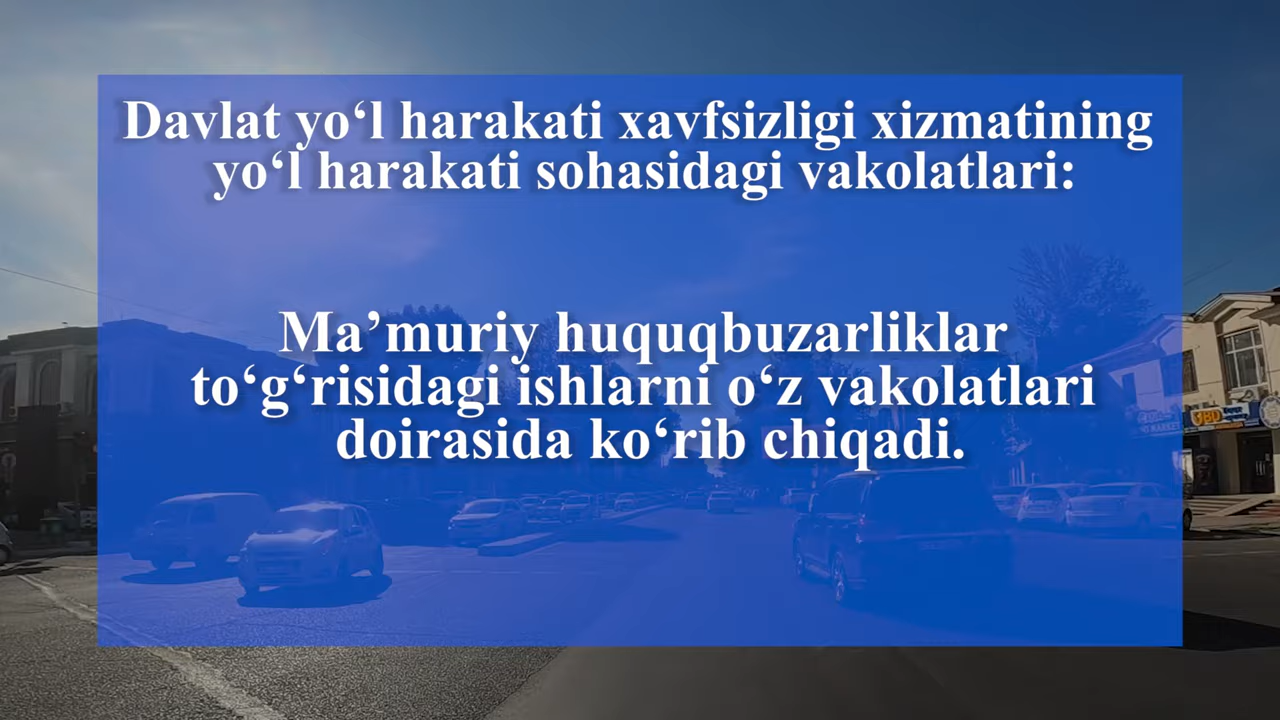 Davlat yo‘l harakati xavfsizligi xizmatining
yo‘l harakati sohasidagi vakolatlari:
Ma’muriy huquqbuzarliklar
to‘g‘risidagi ishlarni o‘z vakolatlari
doirasida ko‘rib chiqadi.